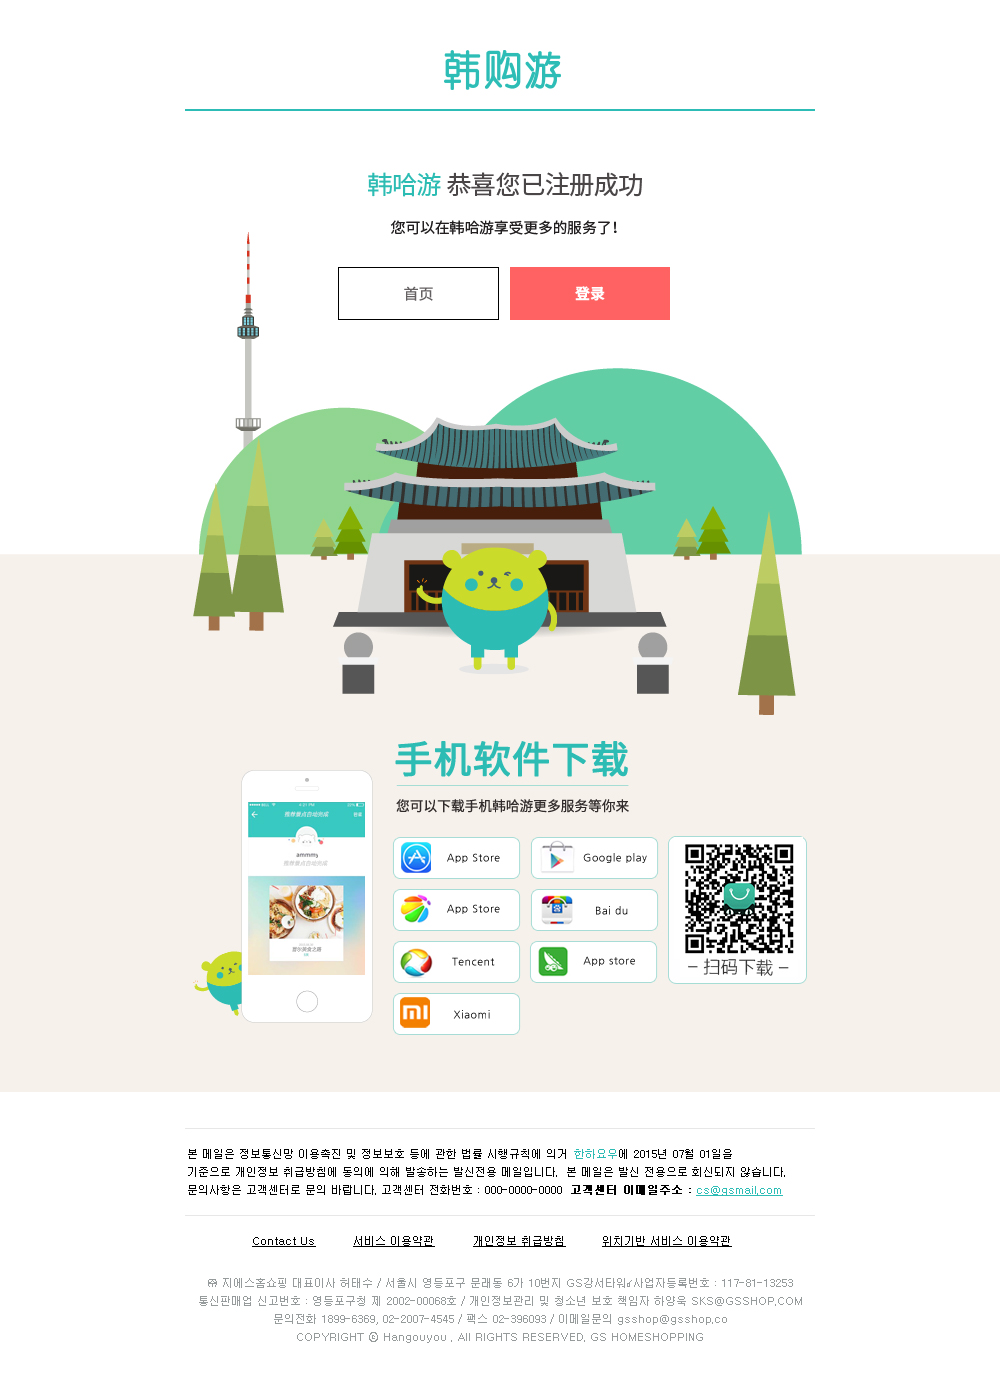 韩购游
韩哈游 恭喜您已注册成功
您可以在韩哈游享受更多的服务了!
首页
登录
手机软件下载
您可以下载手机韩哈游更多服务等你来
App Store
Google play
App Store
Bai du
Tencent
App store
Xiaomi
– 扫码下载 –
ammmy
본 메일은 정보통신망 이용촉진 및 정보보호 등에 관한 법률 시행규칙에 의거 한하요우에 2015년 07월 01일을
기준으로 개인정보 취급방침에 동의에 의해 발송하는 발신전용 메일입니다. 본 메일은 발신 전용으로 회신되지 않습니다.
문의사항은 고객센터로 문의 바랍니다. 고객센터 전화번호 : 000-0000-0000 고객센터 이메일주소 : cs@gsmail.com
Contact Us
서비스 이용약관
개인정보 취급방침
위치기반 서비스 이용약관
㈜ 지에스홈쇼핑 대표이사 허태수 / 서울시 영등포구 문래동 6가 10번지 GS강서타워/사업자등록번호 : 117-81-13253
통신판매업 신고번호 : 영등포구청 제 2002-00068호 / 개인정보관리 및 청소년 보호 책임자 하양욱 SKS@GSSHOP.COM
문의전화 1899-6369, 02-2007-4545 / 팩스 02-396093 / 이메일문의 gsshop@gsshop.co
COPYRIGHT ⓒ Hangouyou , All RIGHTS RESERVED, GS HOMESHOPPING